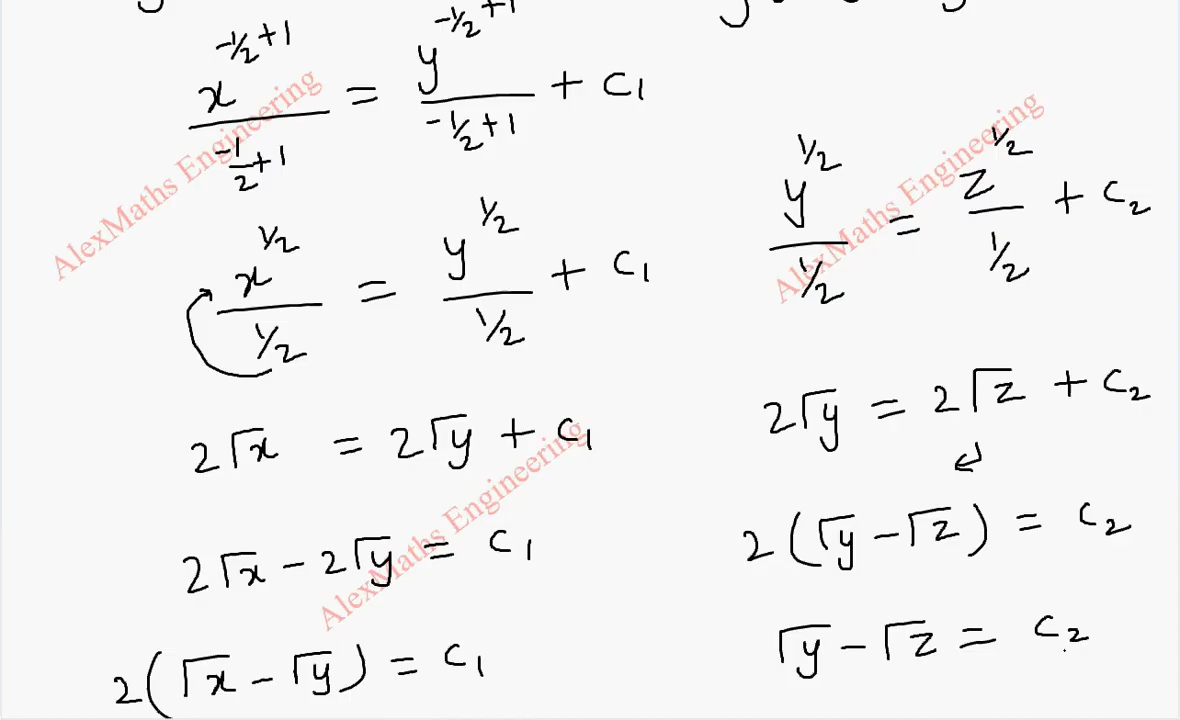 x^(-1/2+1) / (-1/2+1) = y^(-1/2+1) / (-1/2+1) + c₁
x^(1/2) / (1/2) = y^(1/2) / (1/2) + c₁
2√x = 2√y + c₁
2√x − 2√y = c₁
2(√x − √y) = c₁
y^(1/2) / (1/2) = z^(1/2) / (1/2) + c₂
2√y = 2√z + c₂
2(√y − √z) = c₂
√y − √z = c₂
AlexMaths Engineering
AlexMaths Engineering
AlexMaths Engineering